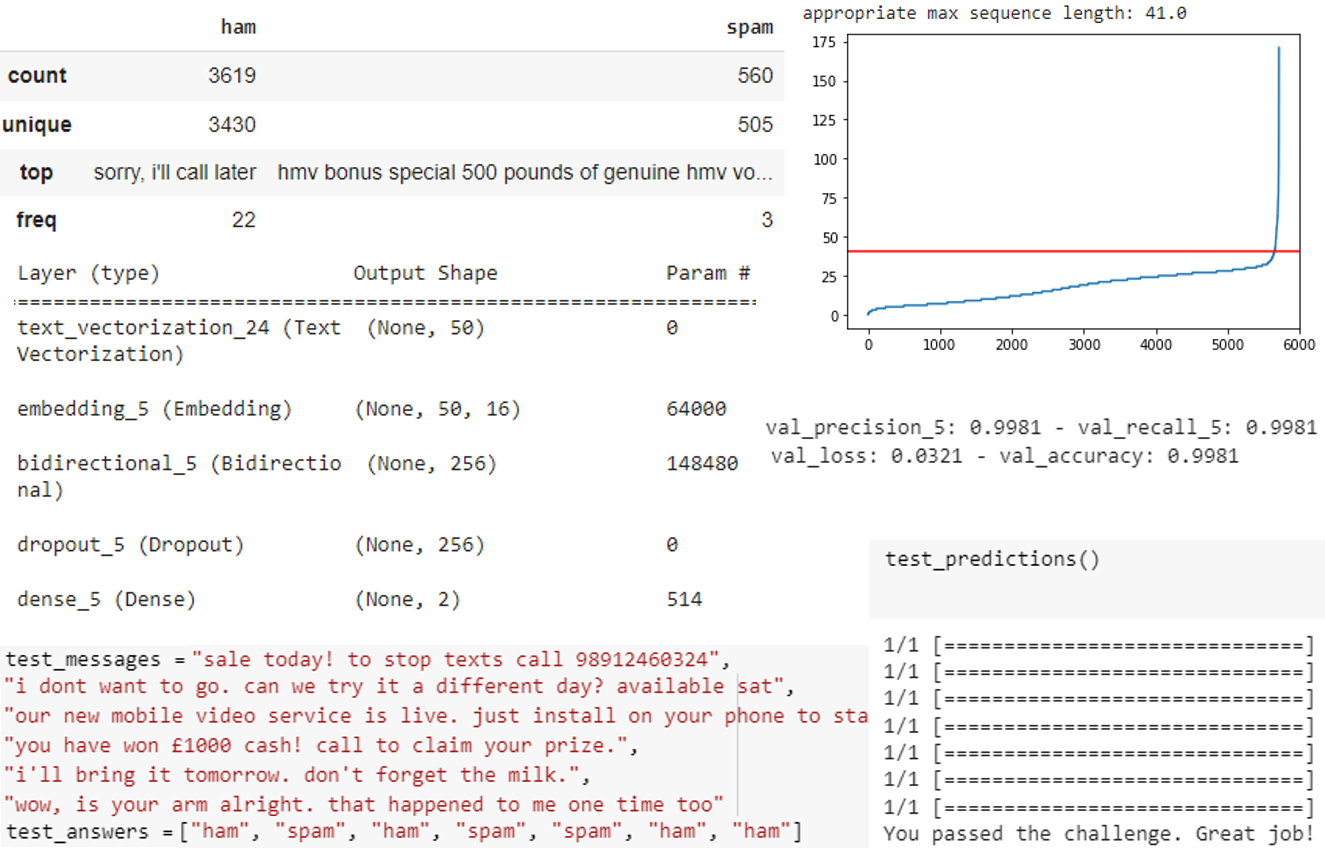 ham spam
count 3619 560
unique 3430 505
top sorry, i'll call later hmv bonus special 500 pounds of genuine hmv vo...
freq 22 3
appropriate max sequence length: 41.0
175
150
125
100
75
50
25
0
0 1000 2000 3000 4000 5000 6000
Layer (type) Output Shape Param #
=================================================================
text_vectorization_24 (Text (None, 50) 0
Vectorization)
embedding_5 (Embedding) (None, 50, 16) 64000
bidirectional_5 (Bidirectio (None, 256) 148480
nal)
dropout_5 (Dropout) (None, 256) 0
dense_5 (Dense) (None, 2) 514
val_precision_5: 0.9981 - val_recall_5: 0.9981
val_loss: 0.0321 - val_accuracy: 0.9981
test_messages = "sale today! to stop texts call 98912460324",
"i dont want to go. can we try it a different day? available sat",
"our new mobile video service is live. just install on your phone to sta
"you have won £1000 cash! call to claim your prize.",
"i'll bring it tomorrow. don't forget the milk.",
"wow, is your arm alright. that happened to me one time too"
test_answers = ["ham", "spam", "ham", "spam", "spam", "ham", "ham"]
test_predictions()
1/1 [==============================]
1/1 [==============================]
1/1 [==============================]
1/1 [==============================]
1/1 [==============================]
1/1 [==============================]
1/1 [==============================]
You passed the challenge. Great job!